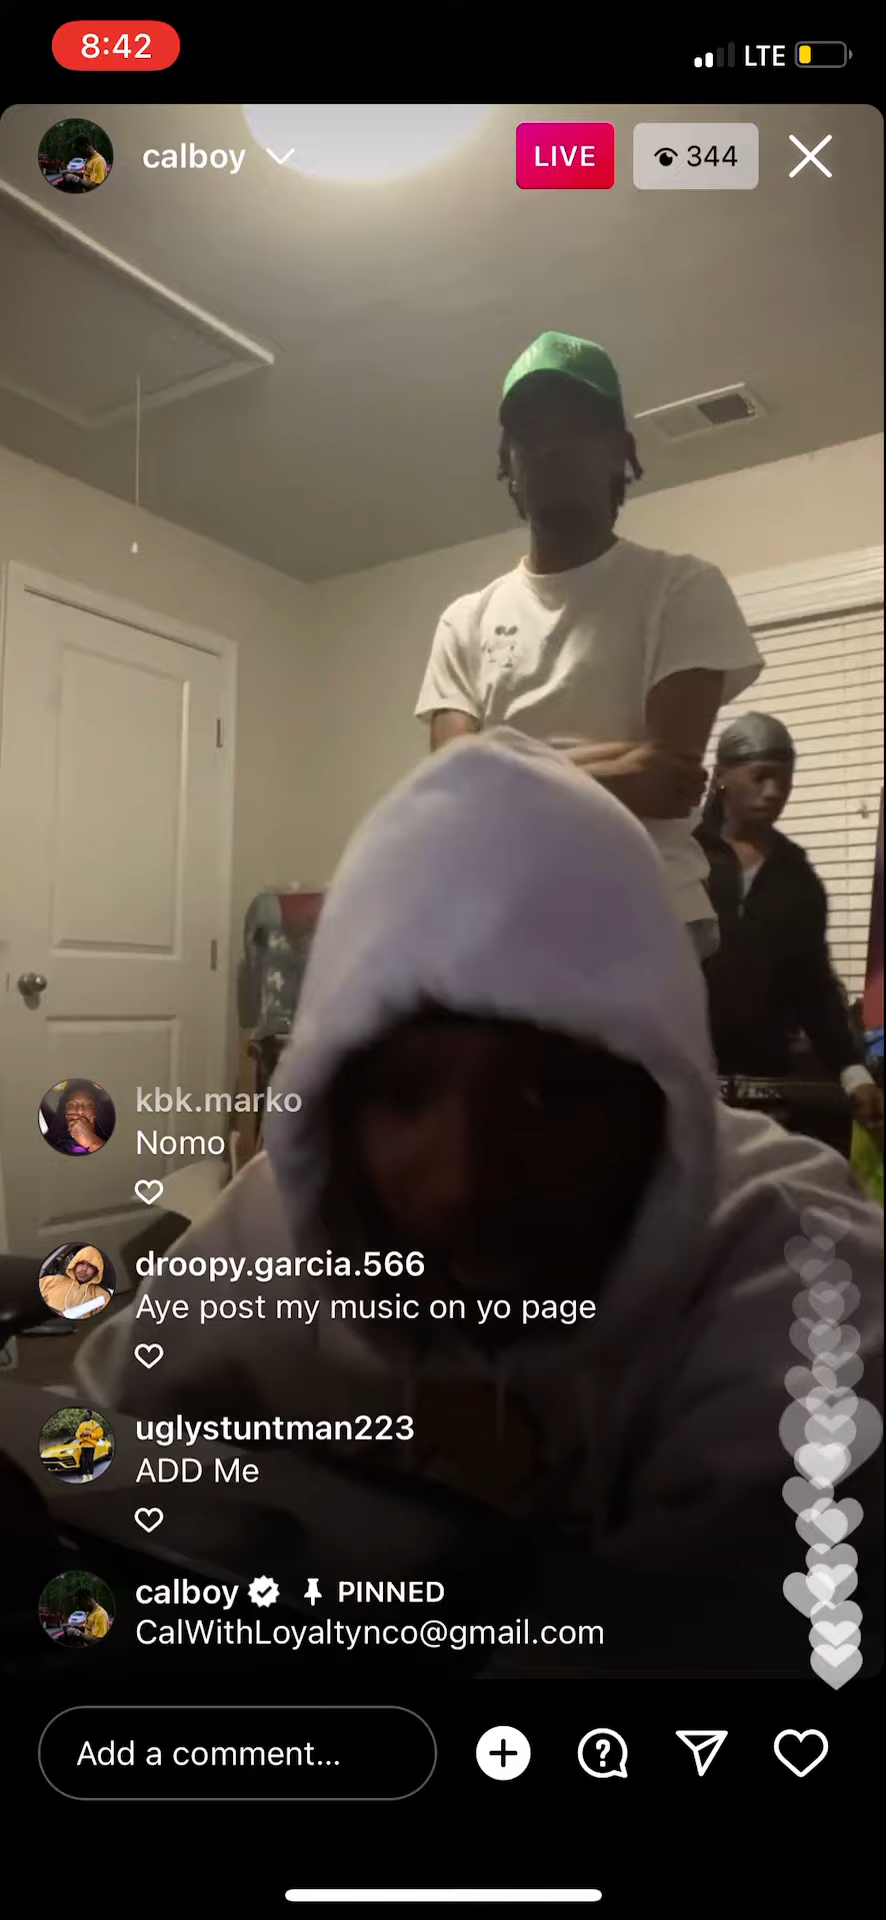 8:42
LTE
calboy
LIVE
344
kbk.marko
Nomo
droopy.garcia.566
Aye post my music on yo page
uglystuntman223
ADD Me
calboy PINNED
CalWithLoyaltynco@gmail.com
Add a comment...